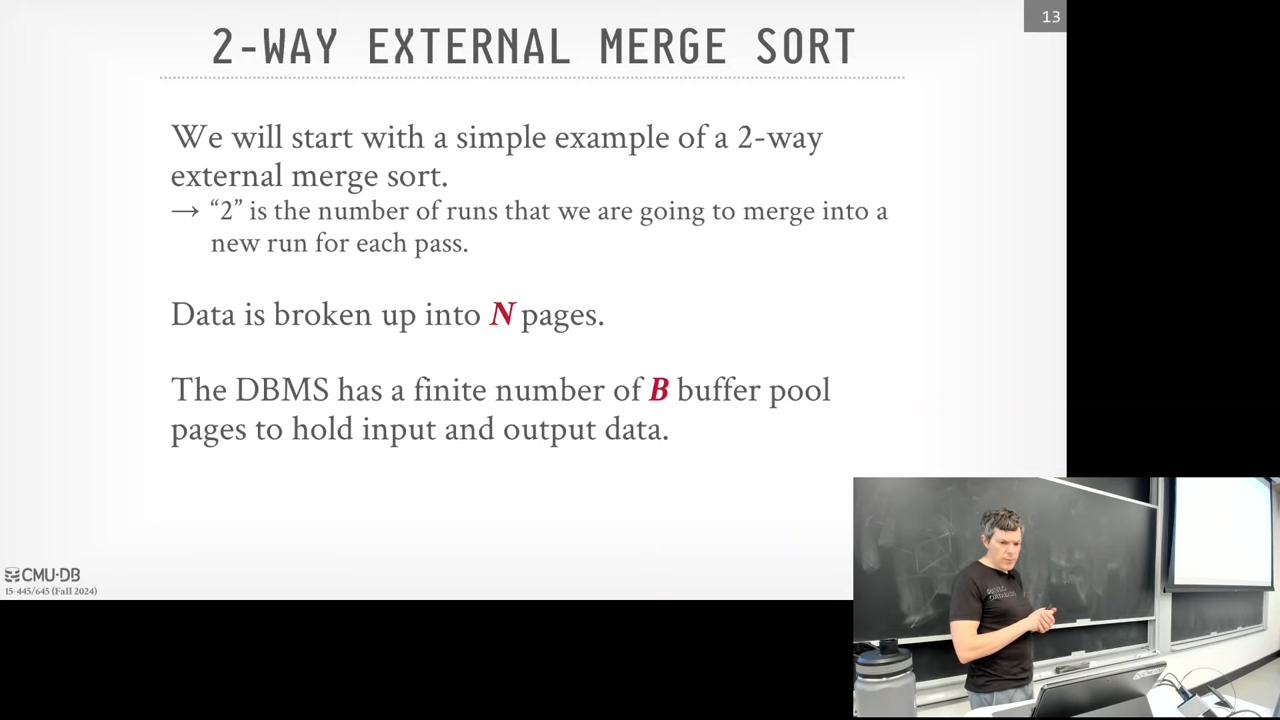 13
2-WAY EXTERNAL MERGE SORT
We will start with a simple example of a 2-way
external merge sort.
→ “2” is the number of runs that we are going to merge into a
new run for each pass.
Data is broken up into N pages.
The DBMS has a finite number of B buffer pool
pages to hold input and output data.
CMU·DB
15-445/645 (Fall 2024)